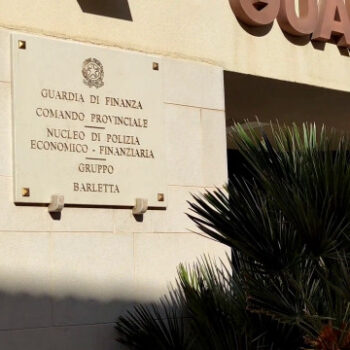 GUA
GUARDIA DI FINANZA
COMANDO PROVINCIALE
NUCLEO DI POLIZIA
ECONOMICO - FINANZIARIA
GRUPPO
BARLETTA